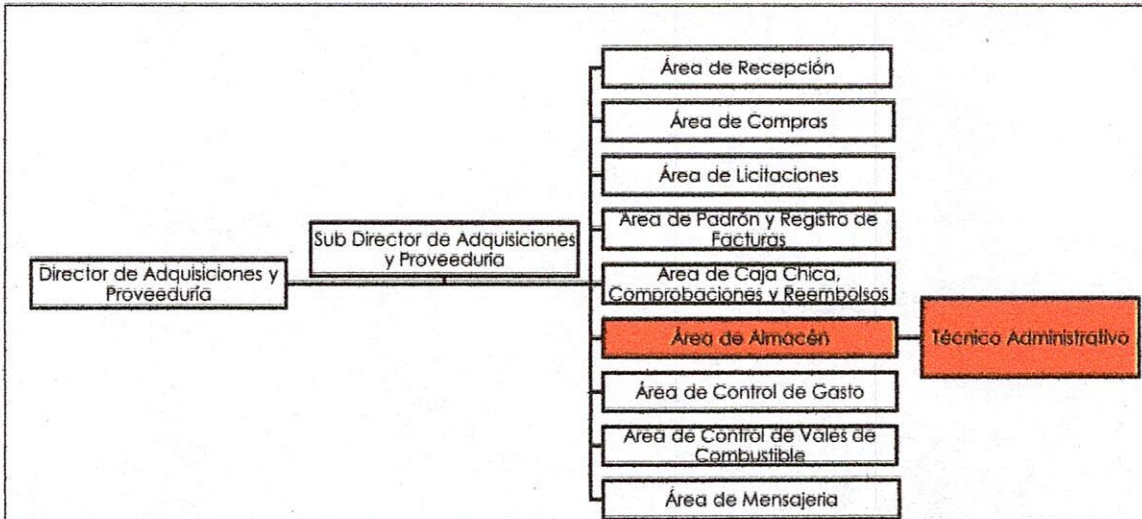 Área de Recepción
Área de Compras
Área de Licitaciones
Área de Padrón y Registro de
Facturas
Sub Director de Adquisiciones
y Proveeduría
Director de Adquisiciones y
Proveeduría
Área de Caja Chica,
Comprobaciones y Reembolsos
Área de Almacén
Técnico Administrativo
Área de Control de Gasto
Área de Control de Vales de
Combustible
Área de Mensajeria